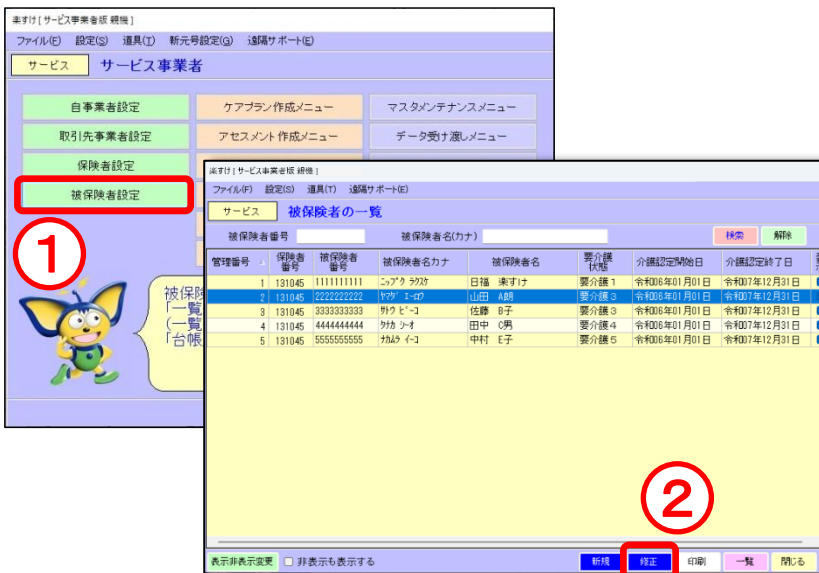 楽すけ [ サービス事業者版 親機 ]
ファイル(F) 設定(S) 道具(T) 新元号設定(G) 遠隔サポート(E)
サービス サービス事業者
自事業者設定 ケアプラン作成メニュー マスタメンテナンスメニュー
取引先事業者設定 アセスメント作成メニュー データ受け渡しメニュー
保険者設定
被保険者設定
①
被保険
「一覧
(一覧
「台帳
楽すけ [ サービス事業者版 親機 ]
ファイル(F) 設定(S) 道具(T) 遠隔サポート(E)
サービス 被保険者の一覧
被保険者番号 被保険者名(カナ) 検索 解除
管理番号 保険者番号 被保険者番号 被保険者名カナ 被保険者名 要介護状態 介護認定開始日 介護認定終了日
1 131045 1111111111 ニップク ラクスケ 日福 楽すけ 要介護1 令和06年01月01日 令和07年12月31日
2 131045 2222222222 ヤマダ エーロウ 山田 A朗 要介護3 令和06年01月01日 令和07年12月31日
3 131045 3333333333 サトウ ビーコ 佐藤 B子 要介護3 令和06年01月01日 令和07年12月31日
4 131045 4444444444 タナカ シーオ 田中 C男 要介護4 令和06年01月01日 令和07年12月31日
5 131045 5555555555 ナカムラ イーコ 中村 E子 要介護5 令和06年01月01日 令和07年12月31日
②
表示非表示変更 非表示も表示する 新規 修正 印刷 一覧 閉じる